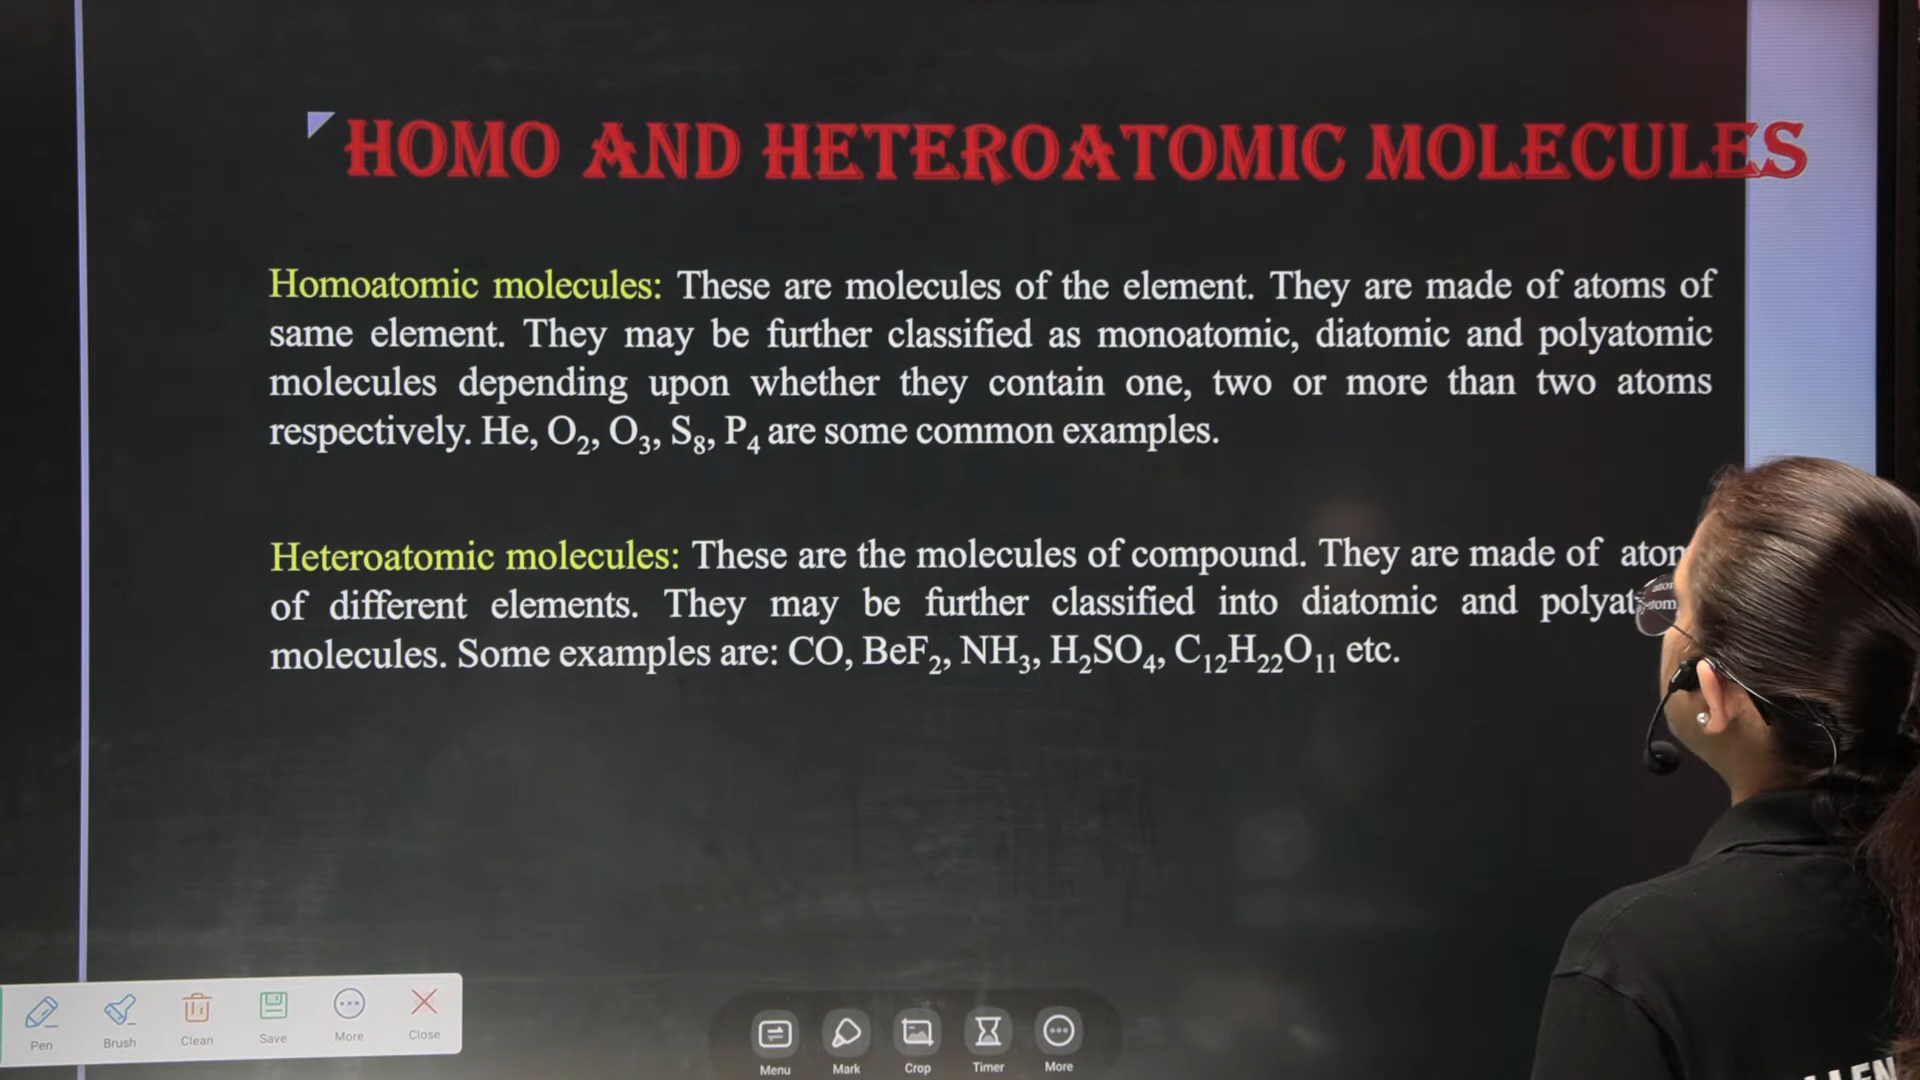 HOMO AND HETEROATOMIC MOLECULES
Homoatomic molecules: These are molecules of the element. They are made of atoms of
same element. They may be further classified as monoatomic, diatomic and polyatomic
molecules depending upon whether they contain one, two or more than two atoms
respectively. He, O₂, O₃, S₈, P₄ are some common examples.
Heteroatomic molecules: These are the molecules of compound. They are made of
of different elements. They may be further classified into diatomic and
molecules. Some examples are: CO, BeF₂, NH₃, H₂SO₄, C₁₂H₂₂O₁₁ etc.
Pen Brush Clean Save More Close
Menu Mark Crop Timer More